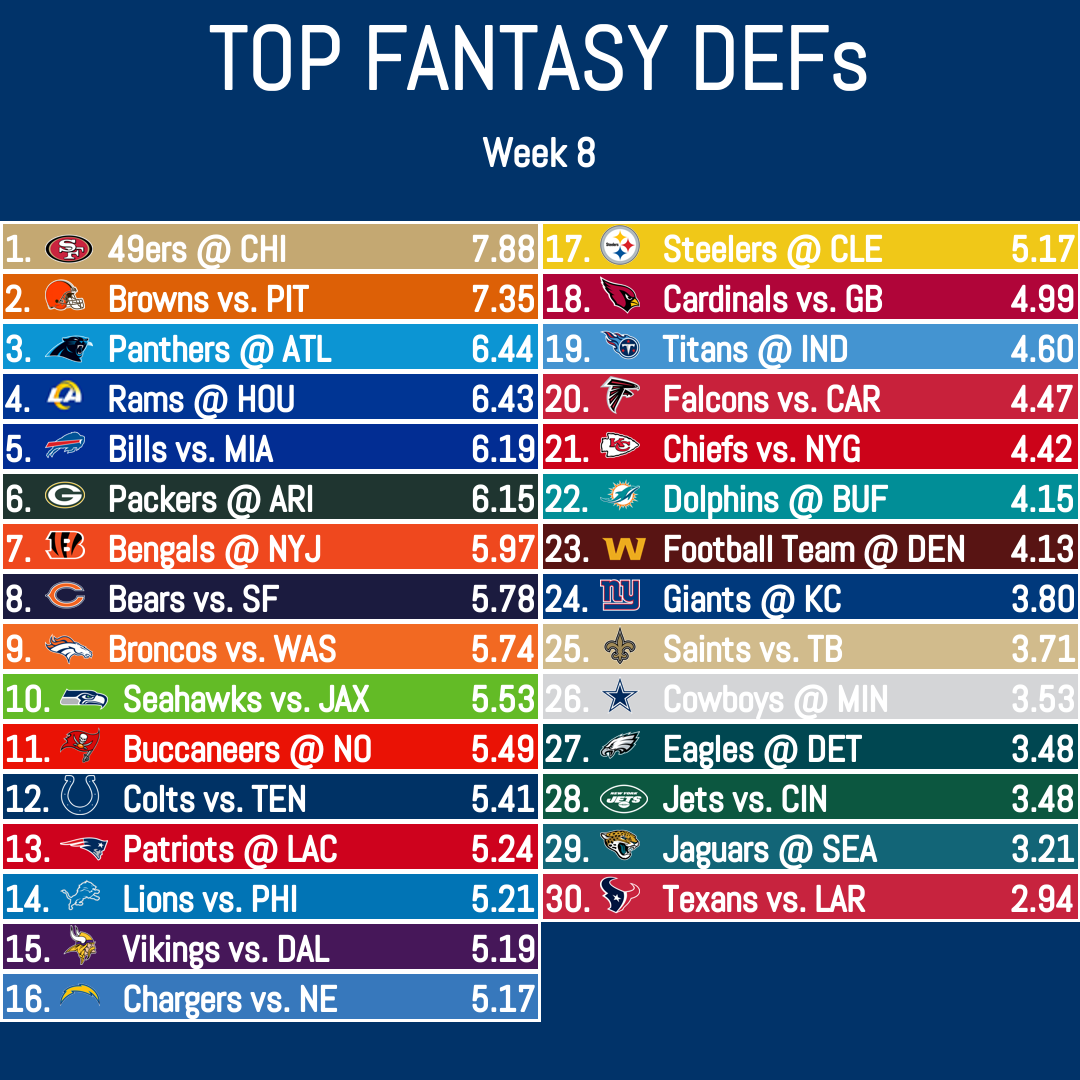 TOP FANTASY DEFs
Week 8
1. 49ers @ CHI 7.88
2. Browns vs. PIT 7.35
3. Panthers @ ATL 6.44
4. Rams @ HOU 6.43
5. Bills vs. MIA 6.19
6. Packers @ ARI 6.15
7. Bengals @ NYJ 5.97
8. Bears vs. SF 5.78
9. Broncos vs. WAS 5.74
10. Seahawks vs. JAX 5.53
11. Buccaneers @ NO 5.49
12. Colts vs. TEN 5.41
13. Patriots @ LAC 5.24
14. Lions vs. PHI 5.21
15. Vikings vs. DAL 5.19
16. Chargers vs. NE 5.17
17. Steelers @ CLE 5.17
18. Cardinals vs. GB 4.99
19. Titans @ IND 4.60
20. Falcons vs. CAR 4.47
21. Chiefs vs. NYG 4.42
22. Dolphins @ BUF 4.15
23. Football Team @ DEN 4.13
24. Giants @ KC 3.80
25. Saints vs. TB 3.71
26. Cowboys @ MIN 3.53
27. Eagles @ DET 3.48
28. Jets vs. CIN 3.48
29. Jaguars @ SEA 3.21
30. Texans vs. LAR 2.94